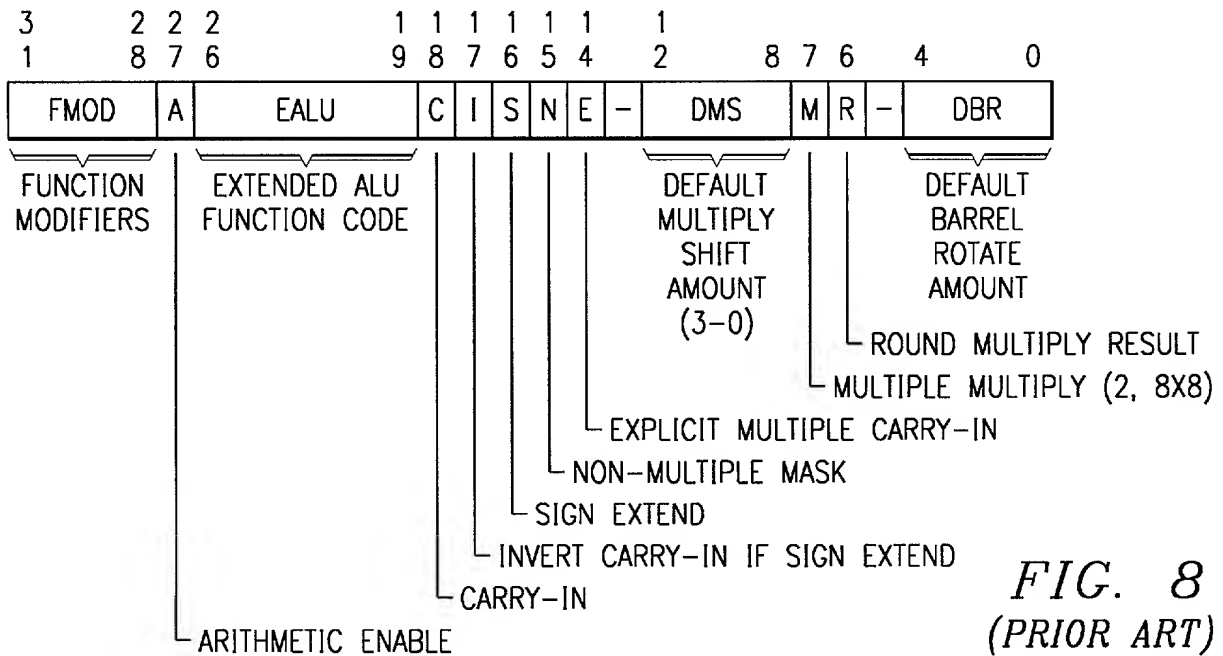 3 2 2 2 1 1 1 1 1 1 1
1 8 7 6 9 8 7 6 5 4 2 8 7 6 4 0
FMOD A EALU C I S N E - DMS M R - DBR
FUNCTION MODIFIERS
EXTENDED ALU FUNCTION CODE
DEFAULT
MULTIPLY
SHIFT
AMOUNT
(3-0)
DEFAULT
BARREL
ROTATE
AMOUNT
ROUND MULTIPLY RESULT
MULTIPLE MULTIPLY (2, 8X8)
EXPLICIT MULTIPLE CARRY-IN
NON-MULTIPLE MASK
SIGN EXTEND
INVERT CARRY-IN IF SIGN EXTEND
CARRY-IN
ARITHMETIC ENABLE
FIG. 8
(PRIOR ART)